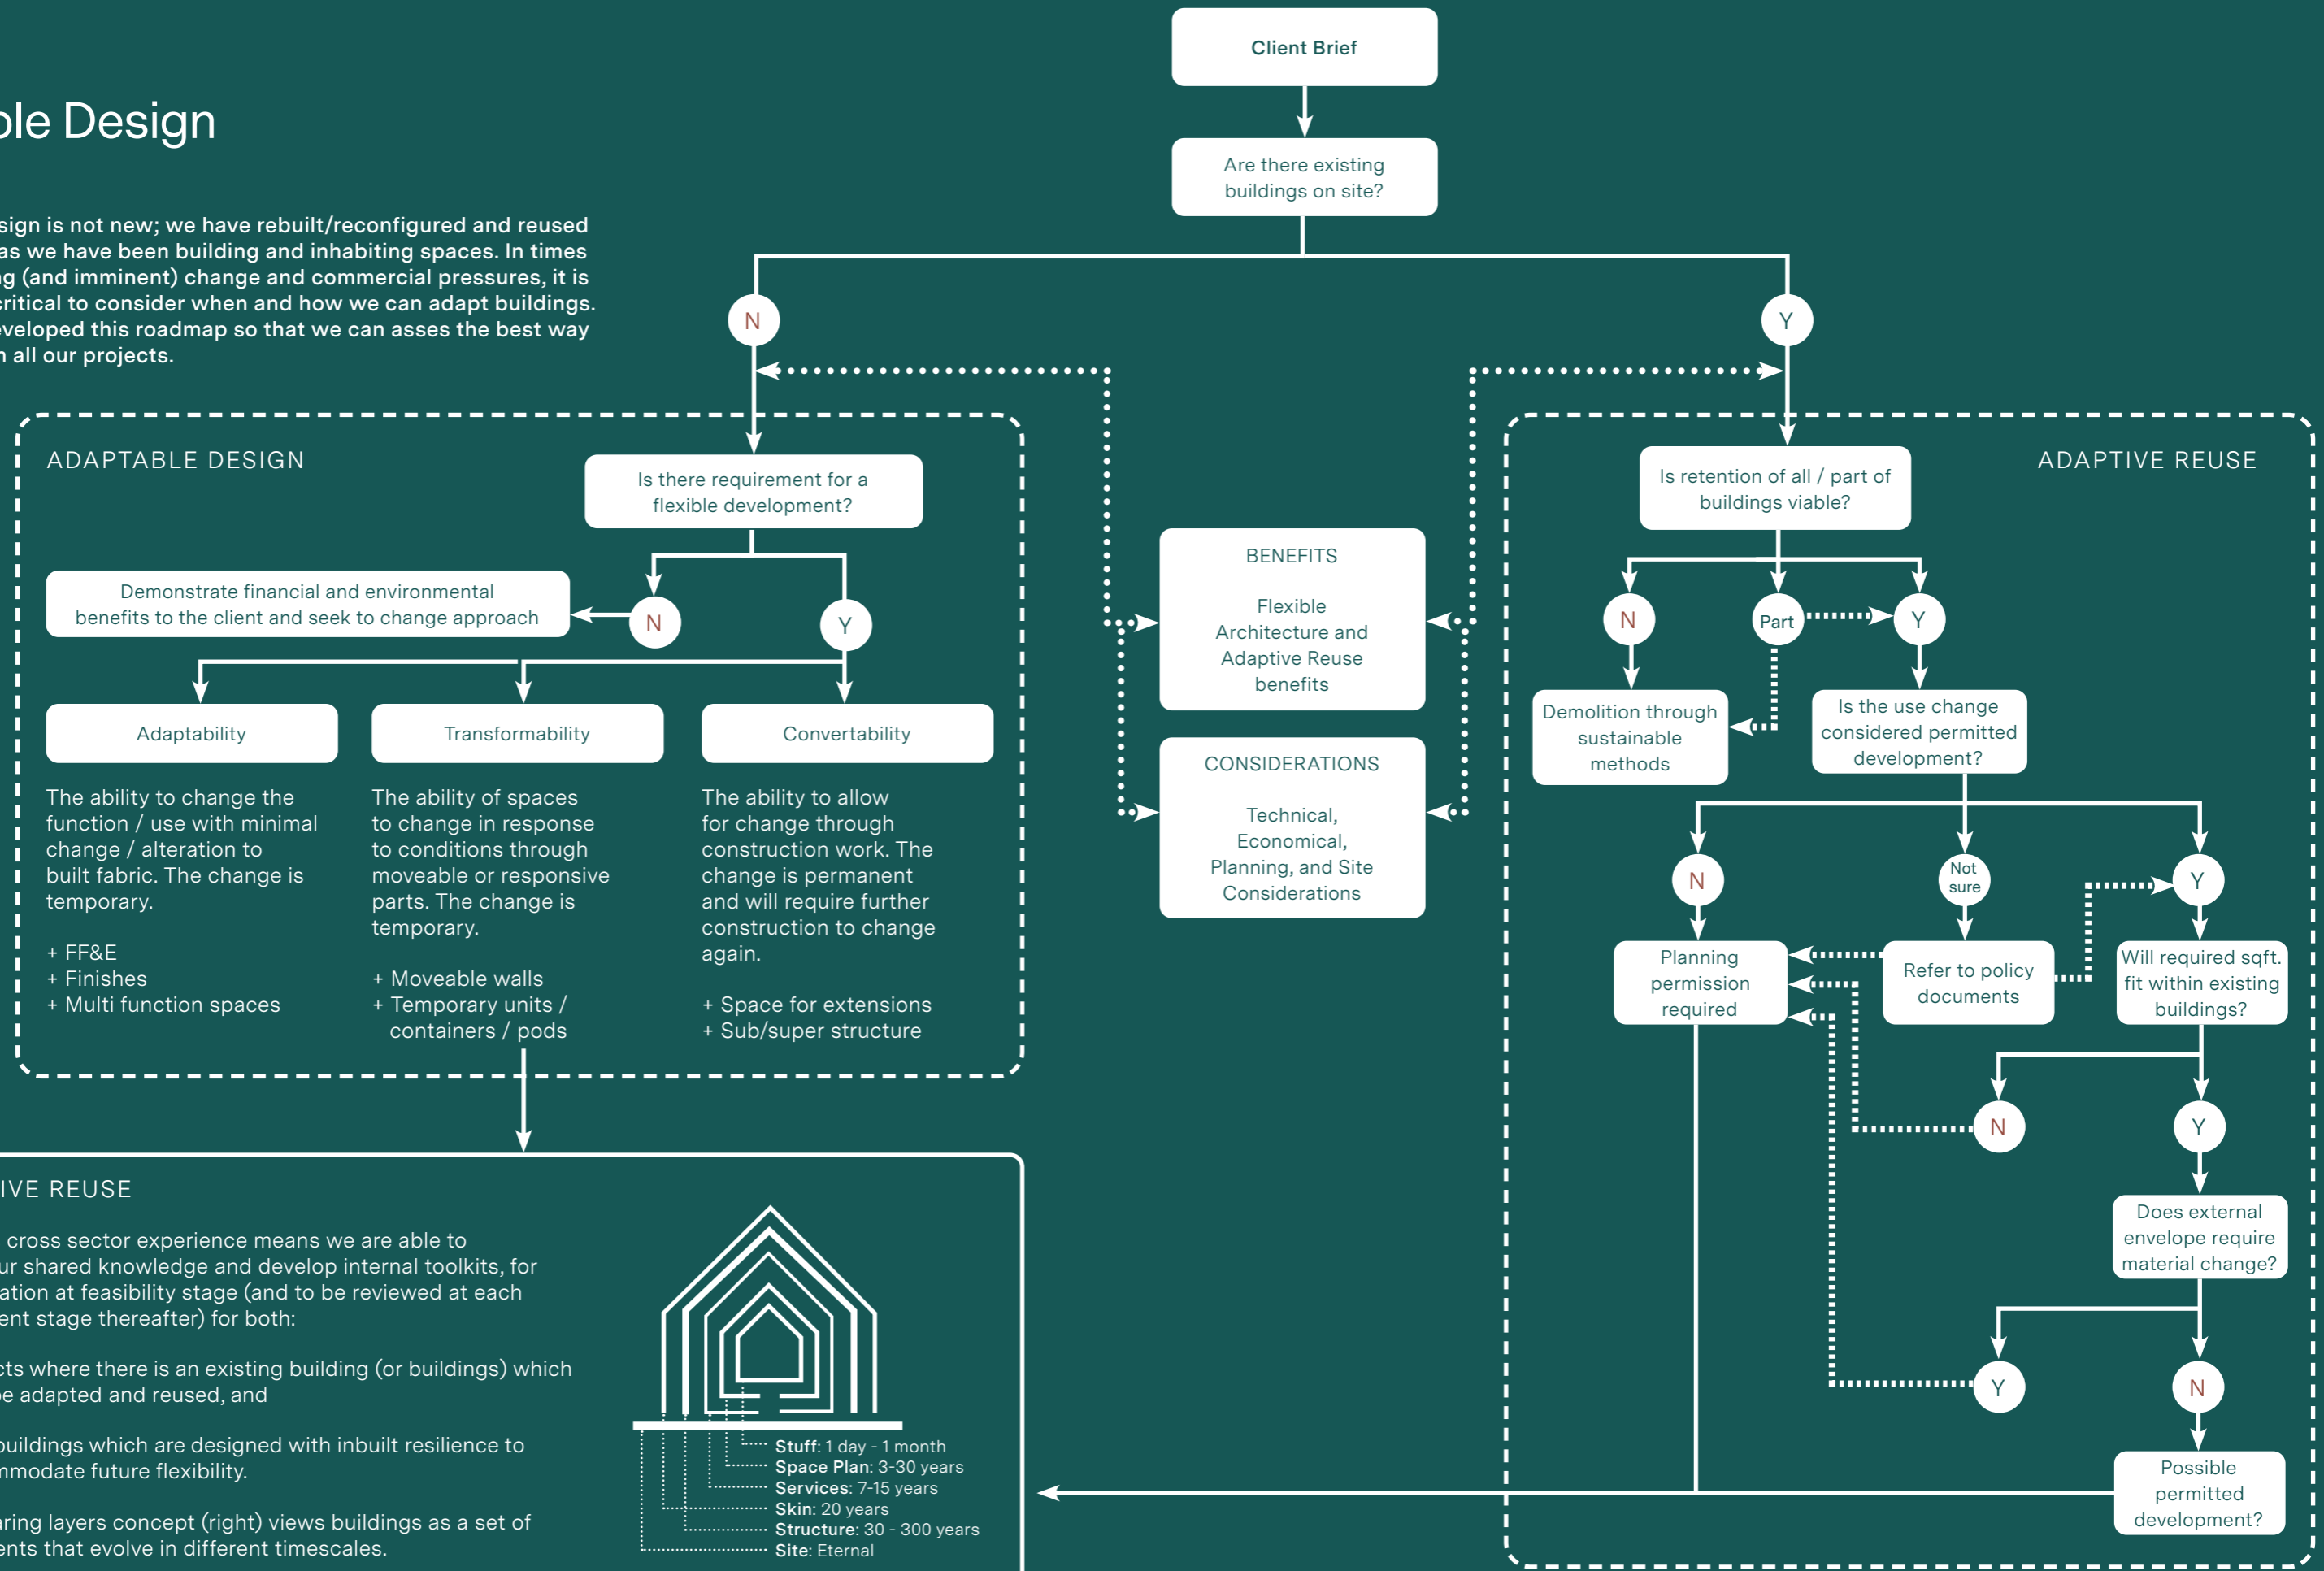 Client Brief
Design
Are there existing
buildings on site?
is not new; we have rebuilt/reconfigured and reused
as we have been building and inhabiting spaces. In times
(and imminent) change and commercial pressures, it is
critical to consider when and how we can adapt buildings.
developed this roadmap so that we can asses the best way
all our projects.
N
Y
ADAPTABLE DESIGN
Is there requirement for a
flexible development?
Demonstrate financial and environmental
benefits to the client and seek to change approach
N
Y
Adaptability
The ability to change the
function / use with minimal
change / alteration to
built fabric. The change is
temporary.
+ FF&E
+ Finishes
+ Multi function spaces
Transformability
The ability of spaces
to change in response
to conditions through
moveable or responsive
parts. The change is
temporary.
+ Moveable walls
+ Temporary units /
containers / pods
Convertability
The ability to allow
for change through
construction work. The
change is permanent
and will require further
construction to change
again.
+ Space for extensions
+ Sub/super structure
BENEFITS
Flexible
Architecture and
Adaptive Reuse
benefits
CONSIDERATIONS
Technical,
Economical,
Planning, and Site
Considerations
ADAPTIVE REUSE
Is retention of all / part of
buildings viable?
N
Part
Y
Demolition through
sustainable
methods
Is the use change
considered permitted
development?
N
Not
sure
Y
Planning
permission
required
Refer to policy
documents
Will required sqft.
fit within existing
buildings?
N
Y
Does external
envelope require
material change?
Y
N
Possible
permitted
development?
REUSE
cross sector experience means we are able to
shared knowledge and develop internal toolkits, for
at feasibility stage (and to be reviewed at each
stage thereafter) for both:
where there is an existing building (or buildings) which
be adapted and reused, and
buildings which are designed with inbuilt resilience to
future flexibility.
layers concept (right) views buildings as a set of
that evolve in different timescales.
Stuff: 1 day - 1 month
Space Plan: 3-30 years
Services: 7-15 years
Skin: 20 years
Structure: 30 - 300 years
Site: Eternal